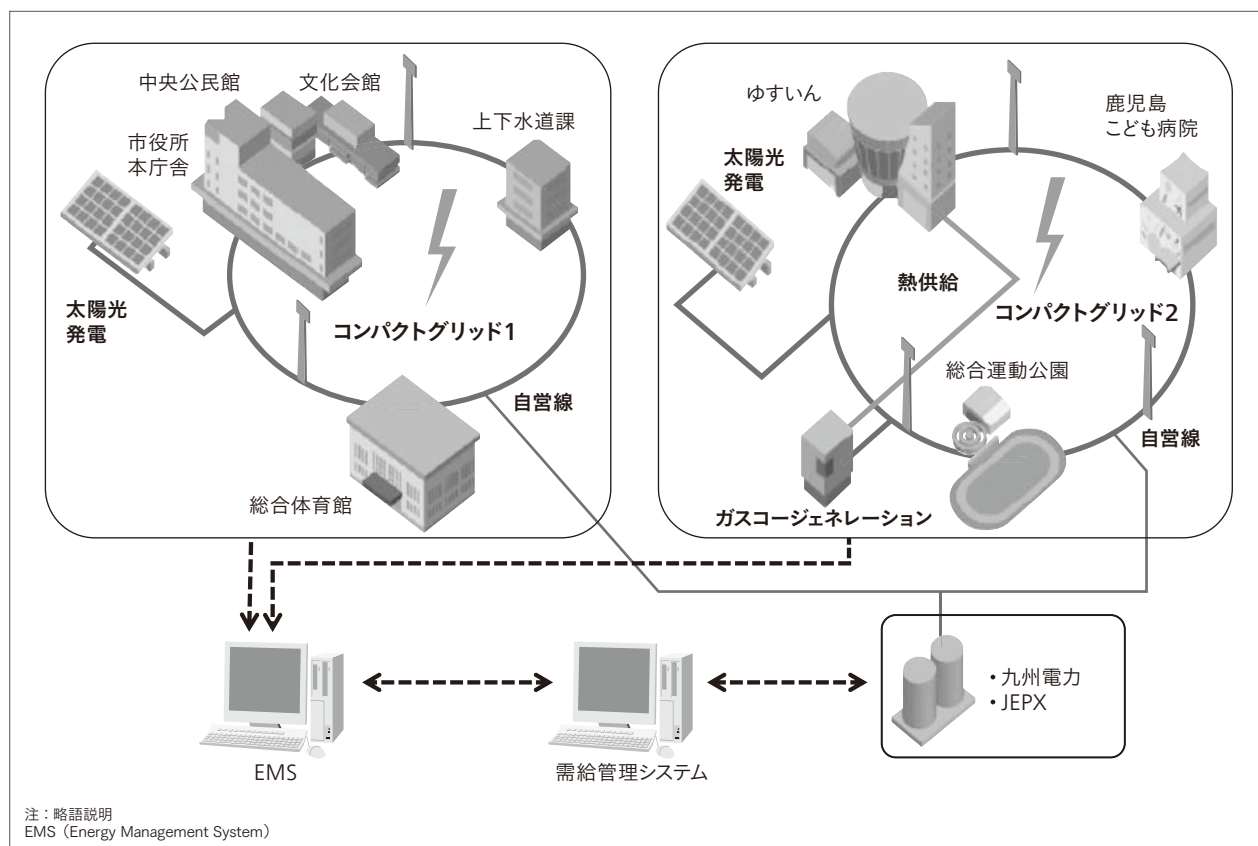 中央公民館
文化会館
上下水道課
市役所
本庁舎
太陽光
発電
コンパクトグリッド1
自営線
総合体育館
ゆすいん
鹿児島
こども病院
太陽光
発電
熱供給
コンパクトグリッド2
総合運動公園
自営線
ガスコージェネレーション
EMS
需給管理システム
・九州電力
・JEPX
注：略語説明
EMS（Energy Management System）